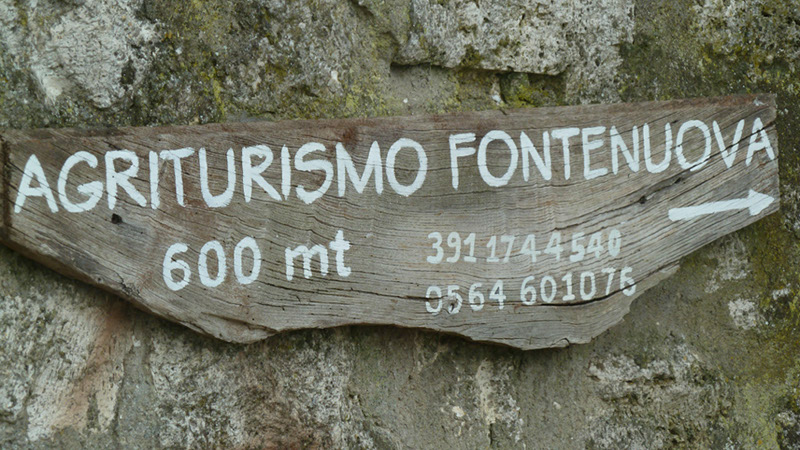 AGRITURISMO FONTENUOVA
600 mt
3911744540
0564 601076